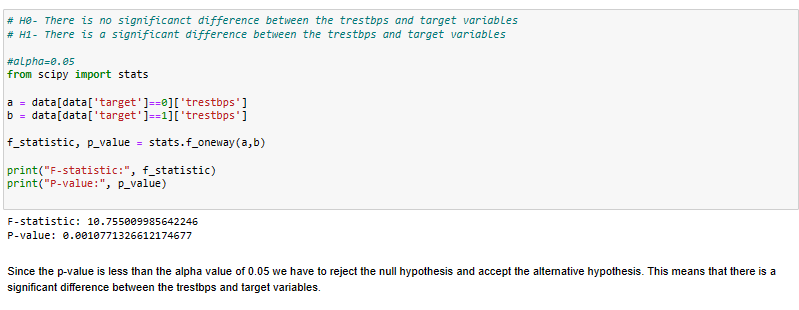 # H0- There is no significanct difference between the trestbps and target variables
# H1- There is a significant difference between the trestbps and target variables
#alpha=0.05
from scipy import stats
a = data[data['target']==0]['trestbps']
b = data[data['target']==1]['trestbps']
f_statistic, p_value = stats.f_oneway(a,b)
print("F-statistic:", f_statistic)
print("P-value:", p_value)
F-statistic: 10.755009985642246
P-value: 0.0010771326612174677
Since the p-value is less than the alpha value of 0.05 we have to reject the null hypothesis and accept the alternative hypothesis. This means that there is a
significant difference between the trestbps and target variables.